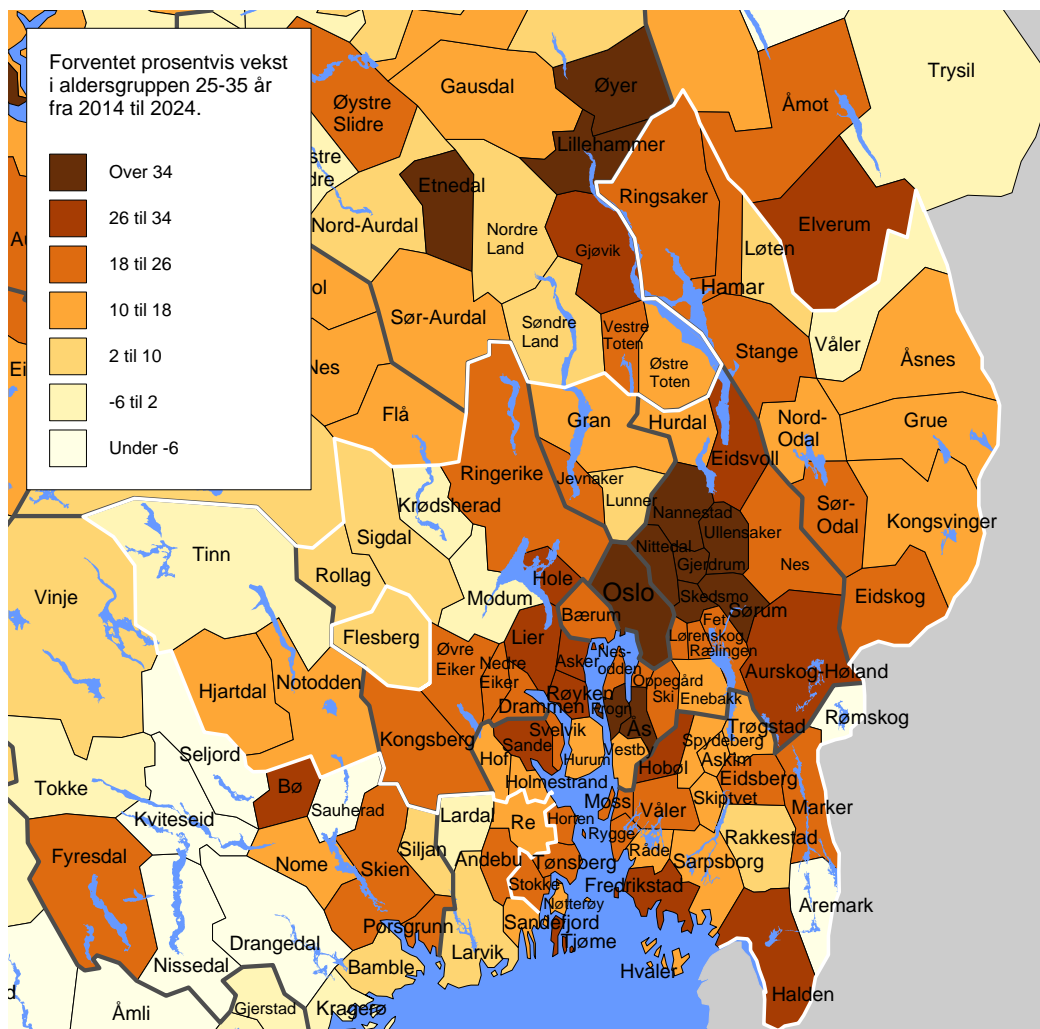 Forventet prosentvis vekst
i aldersgruppen 25-35 år
fra 2014 til 2024.
Over 34
26 til 34
18 til 26
10 til 18
2 til 10
-6 til 2
Under -6
Trysil
Øyer
Gausdal
Åmot
Øystre
Slidre
Lillehammer
Etnedal
Ringsaker
Nord-Aurdal
Nordre
Land
Gjøvik
Løten
Elverum
Hamar
Sør-Aurdal
Søndre
Land
Vestre
Toten
Østre
Toten
Stange
Våler
Åsnes
Nes
Flå
Gran
Hurdal
Nord-
Odal
Grue
Ringerike
Jevnaker
Lunner
Eidsvoll
Krødsherad
Nannestad
Ullensaker
Sør-
Odal
Kongsvinger
Sigdal
Nittedal
Gjerdrum
Nes
Tinn
Rollag
Hole
Oslo
Skedsmo
Sørum
Eidskog
Vinje
Modum
Bærum
Fet
Flesberg
Lier
Lørenskog
Rælingen
Øvre
Eiker
Nedre
Eiker
Asker
Nes-
odden
Oppegård
Ski
Enebakk
Aurskog-Høland
Hjartdal
Notodden
Røyken
Drammen
Frogn
Rømskog
Kongsberg
Svelvik
Sande
Ås
Trøgstad
Seljord
Hof
Hurum
Vestby
Spydeberg
Askim
Hobøl
Eidsberg
Tokke
Bø
Holmestrand
Kviteseid
Sauherad
Lardal
Re
Moss
Våler
Skiptvet
Marker
Horten
Rygge
Rakkestad
Fyresdal
Nome
Skien
Siljan
Andebu
Tønsberg
Råde
Sarpsborg
Stokke
Fredrikstad
Nøtterøy
Aremark
Porsgrunn
Sandefjord
Tjøme
Drangedal
Larvik
Nissedal
Bamble
Hvaler
Halden
Åmli
Gjerstad
Kragerø